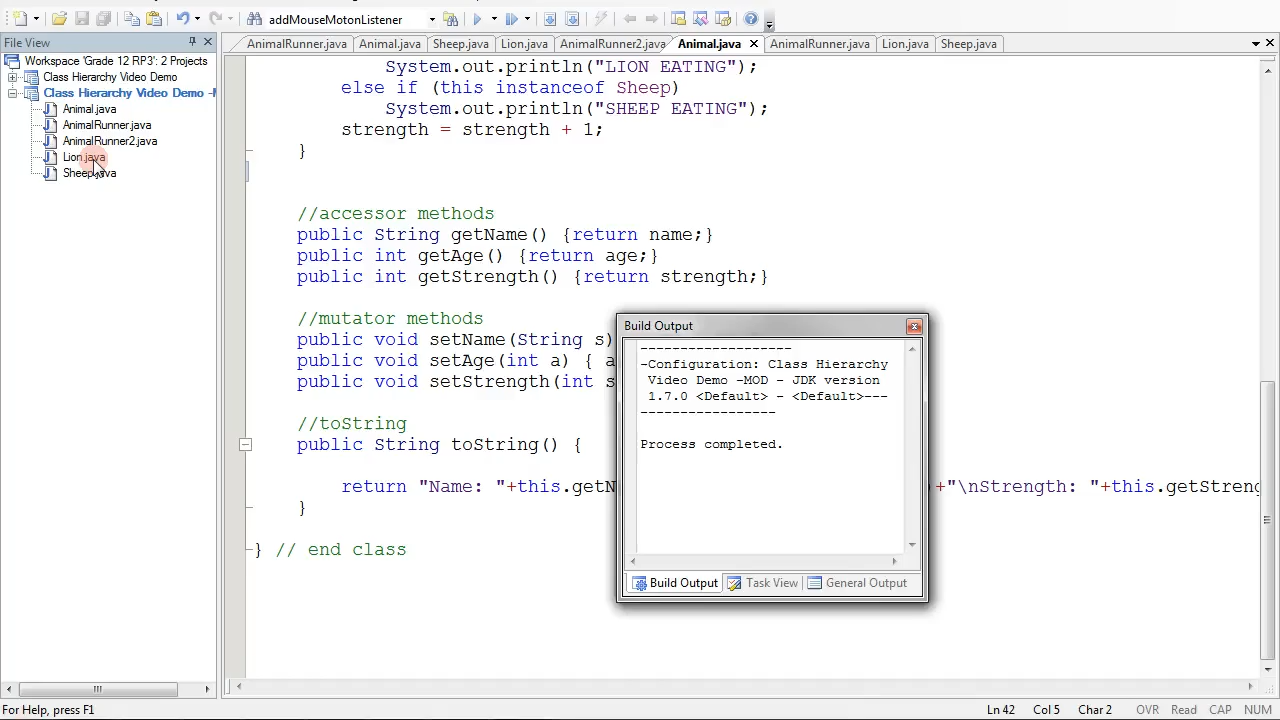 addMouseMotonListener
File View
AnimalRunner.java
Animal.java
Sheep.java
Lion.java
AnimalRunner2.java
Animal.java
AnimalRunner.java
Lion.java
Sheep.java
Workspace 'Grade 12 RP3': 2 Projects
Class Hierarchy Video Demo
Class Hierarchy Video Demo -M
Animal.java
AnimalRunner.java
AnimalRunner2.java
Lion.java
Sheep.java
System.out.println("LION EATING");
else if (this instanceof Sheep)
System.out.println("SHEEP EATING");
strength = strength + 1;
}
//accessor methods
public String getName() {return name;}
public int getAge() {return age;}
public int getStrength() {return strength;}
//mutator methods
public void setName(String s)
public void setAge(int a) { a
public void setStrength(int s
//toString
public String toString() {
return "Name: "+this.getN
)+"\nStrength: "+this.getStreng
}
} // end class
Build Output
-------------------
-Configuration: Class Hierarchy
Video Demo -MOD - JDK version
1.7.0 <Default> - <Default>---
-----------------
Process completed.
Build Output
Task View
General Output
For Help, press F1
Ln 42
Col 5
Char 2
OVR
Read
CAP
NUM